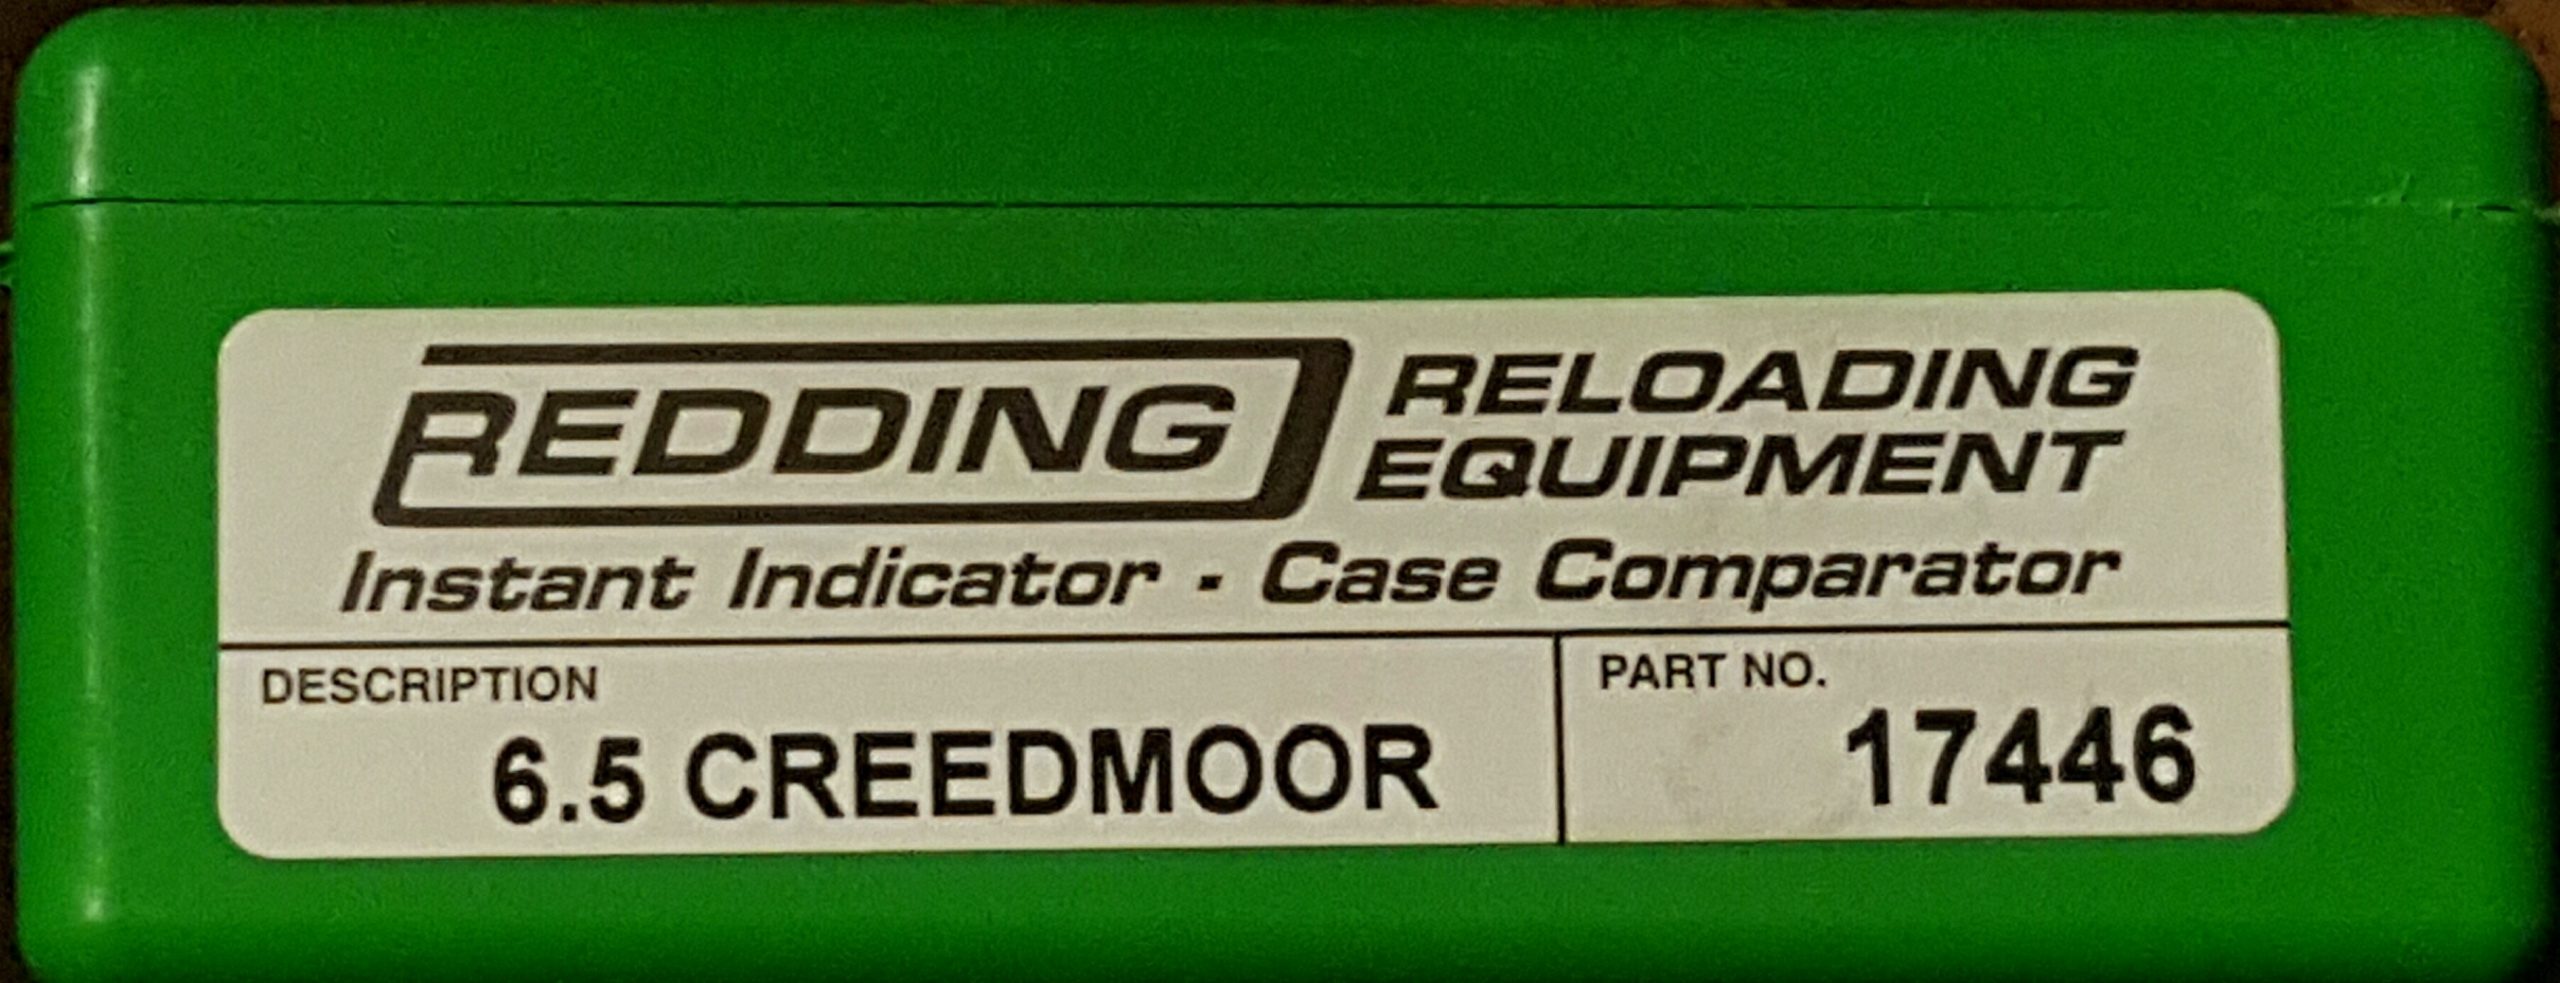 REDDING RELOADING
EQUIPMENT
Instant Indicator - Case Comparator
DESCRIPTION
6.5 CREEDMOOR
PART NO.
17446